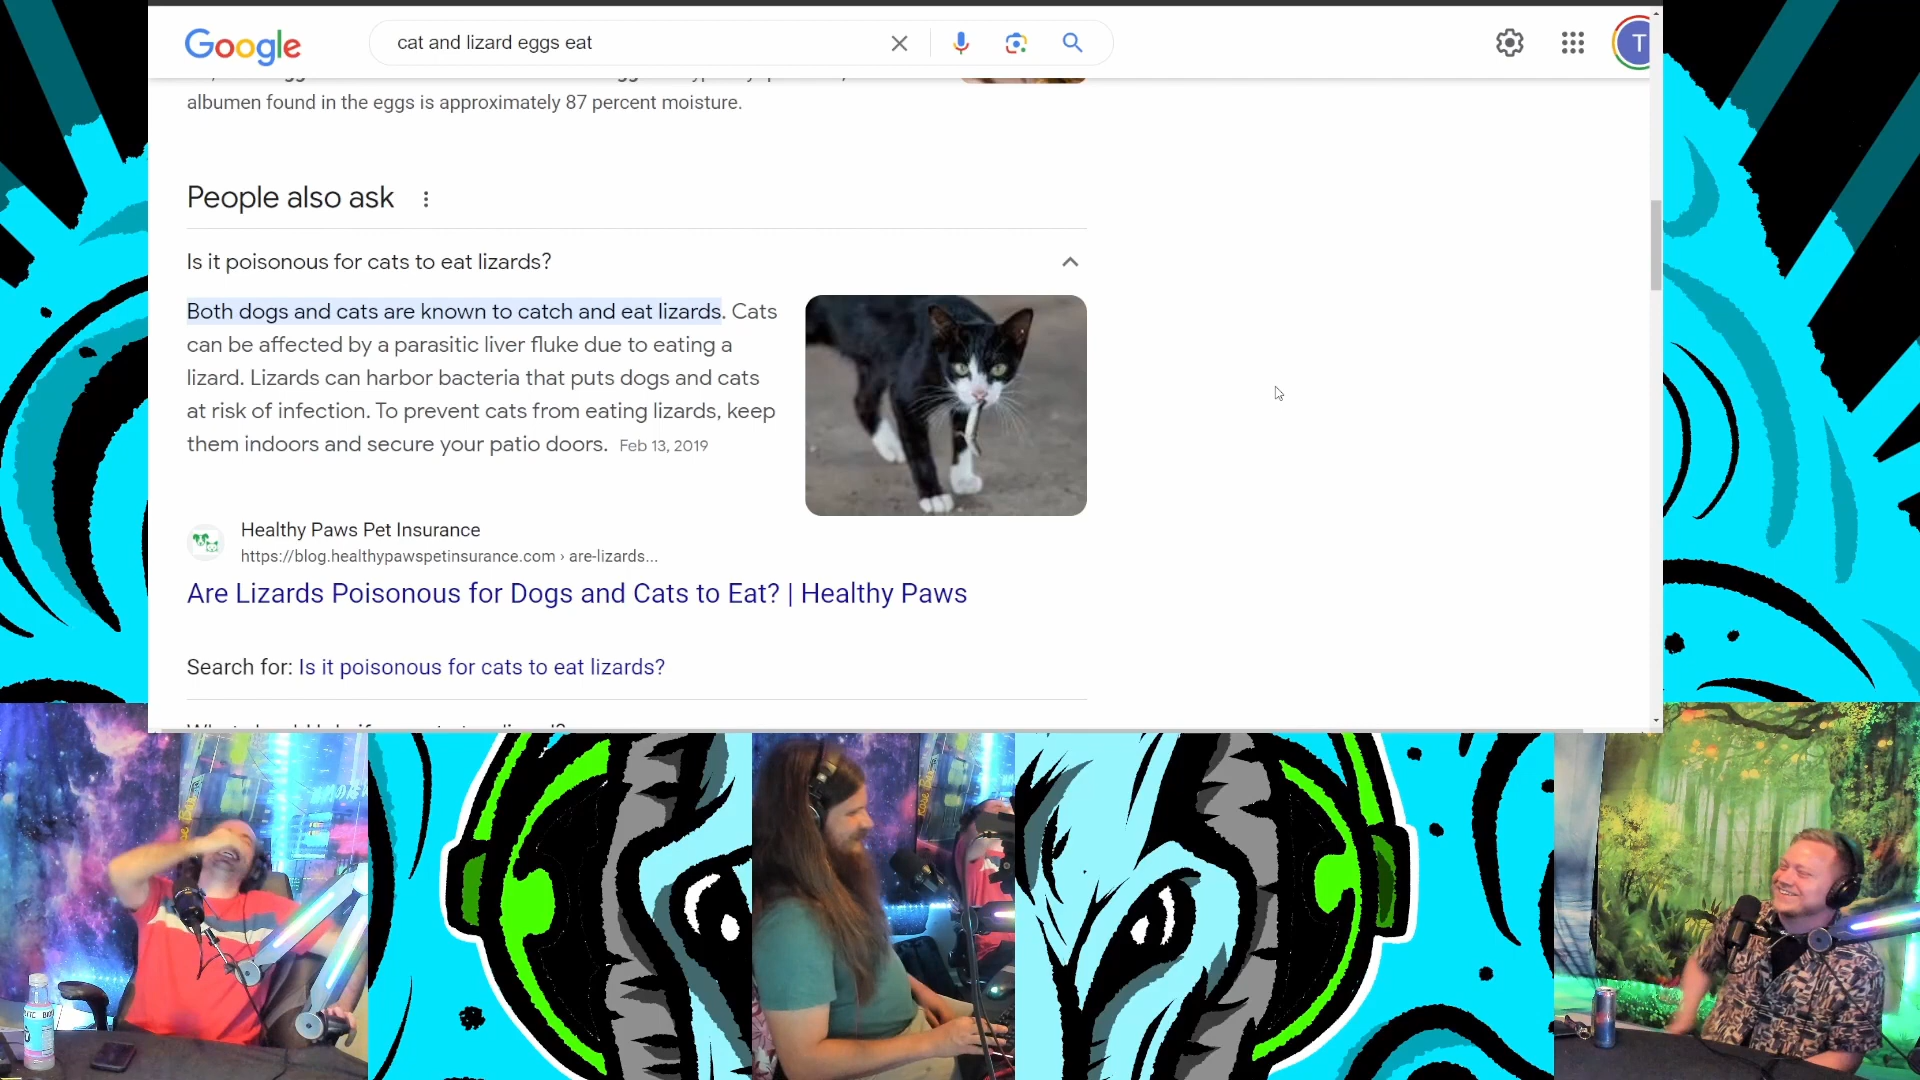 Google
cat and lizard eggs eat
T
albumen found in the eggs is approximately 87 percent moisture.
People also ask
Is it poisonous for cats to eat lizards?
Both dogs and cats are known to catch and eat lizards. Cats
can be affected by a parasitic liver fluke due to eating a
lizard. Lizards can harbor bacteria that puts dogs and cats
at risk of infection. To prevent cats from eating lizards, keep
them indoors and secure your patio doors. Feb 13, 2019
Healthy Paws Pet Insurance
https://blog.healthypawspetinsurance.com › are-lizards...
Are Lizards Poisonous for Dogs and Cats to Eat? | Healthy Paws
Search for: Is it poisonous for cats to eat lizards?